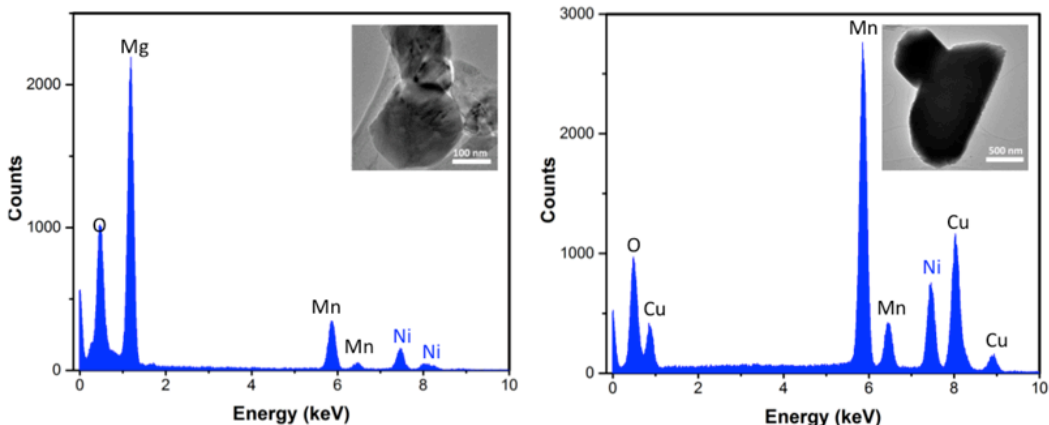 Counts
2000
1000
0
Mg
O
Mn
Mn
Ni
Ni
100 nm
0 2 4 6 8 10
Energy (keV)
Counts
3000
2000
1000
0
Mn
O
Cu
Mn
Ni
Cu
Cu
500 nm
0 2 4 6 8 10
Energy (keV)